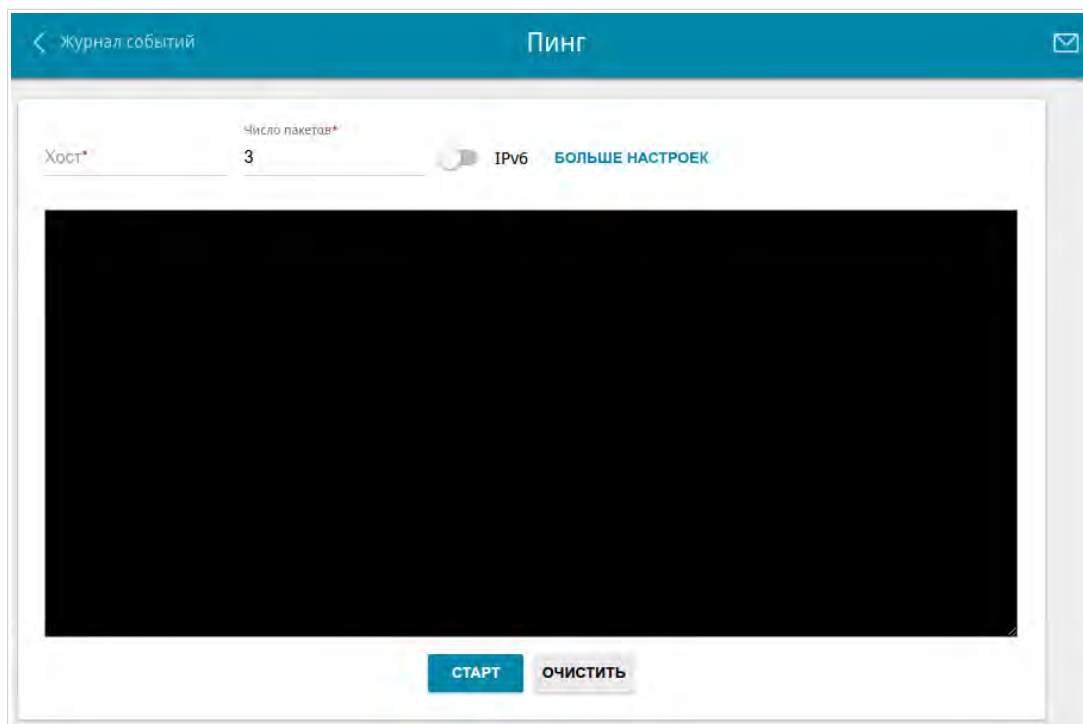 Журнал событий
Пинг
Число пакетов*
Хост*
3
IPv6
БОЛЬШЕ НАСТРОЕК
СТАРТ
ОЧИСТИТЬ